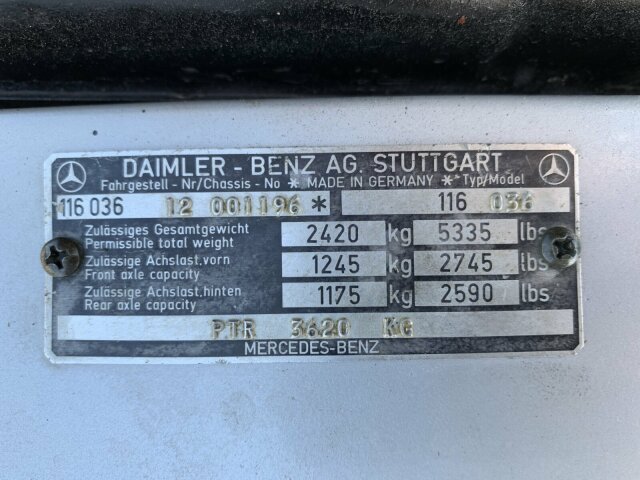 DAIMLER - BENZ AG. STUTTGART
Fahrgestell - Nr/Chassis - No * MADE IN GERMANY * Typ/Model
116 036 12 001196 * 116 036
Zulässiges Gesamtgewicht 2420 kg 5335 lbs
Permissible total weight
Zulässige Achslast,vorn 1245 kg 2745 lbs
Front axle capacity
Zulässige Achslast,hinten 1175 kg 2590 lbs
Rear axle capacity
PTR 3620 KG
MERCEDES-BENZ